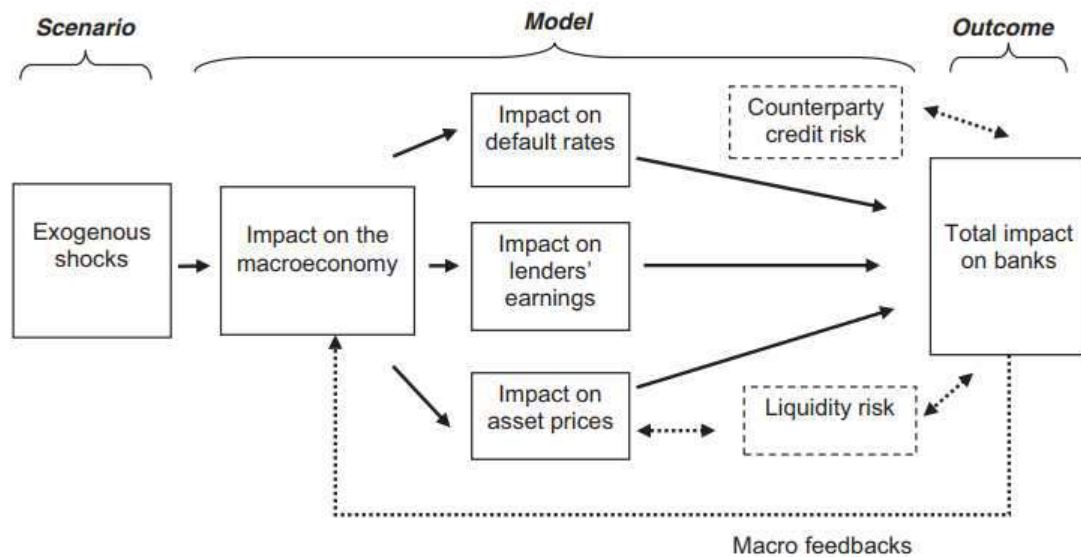 Scenario
Model
Outcome
Exogenous
shocks
Impact on the
macroeconomy
Impact on
default rates
Impact on
lenders'
earnings
Impact on
asset prices
Counterparty
credit risk
Liquidity risk
Total impact
on banks
Macro feedbacks